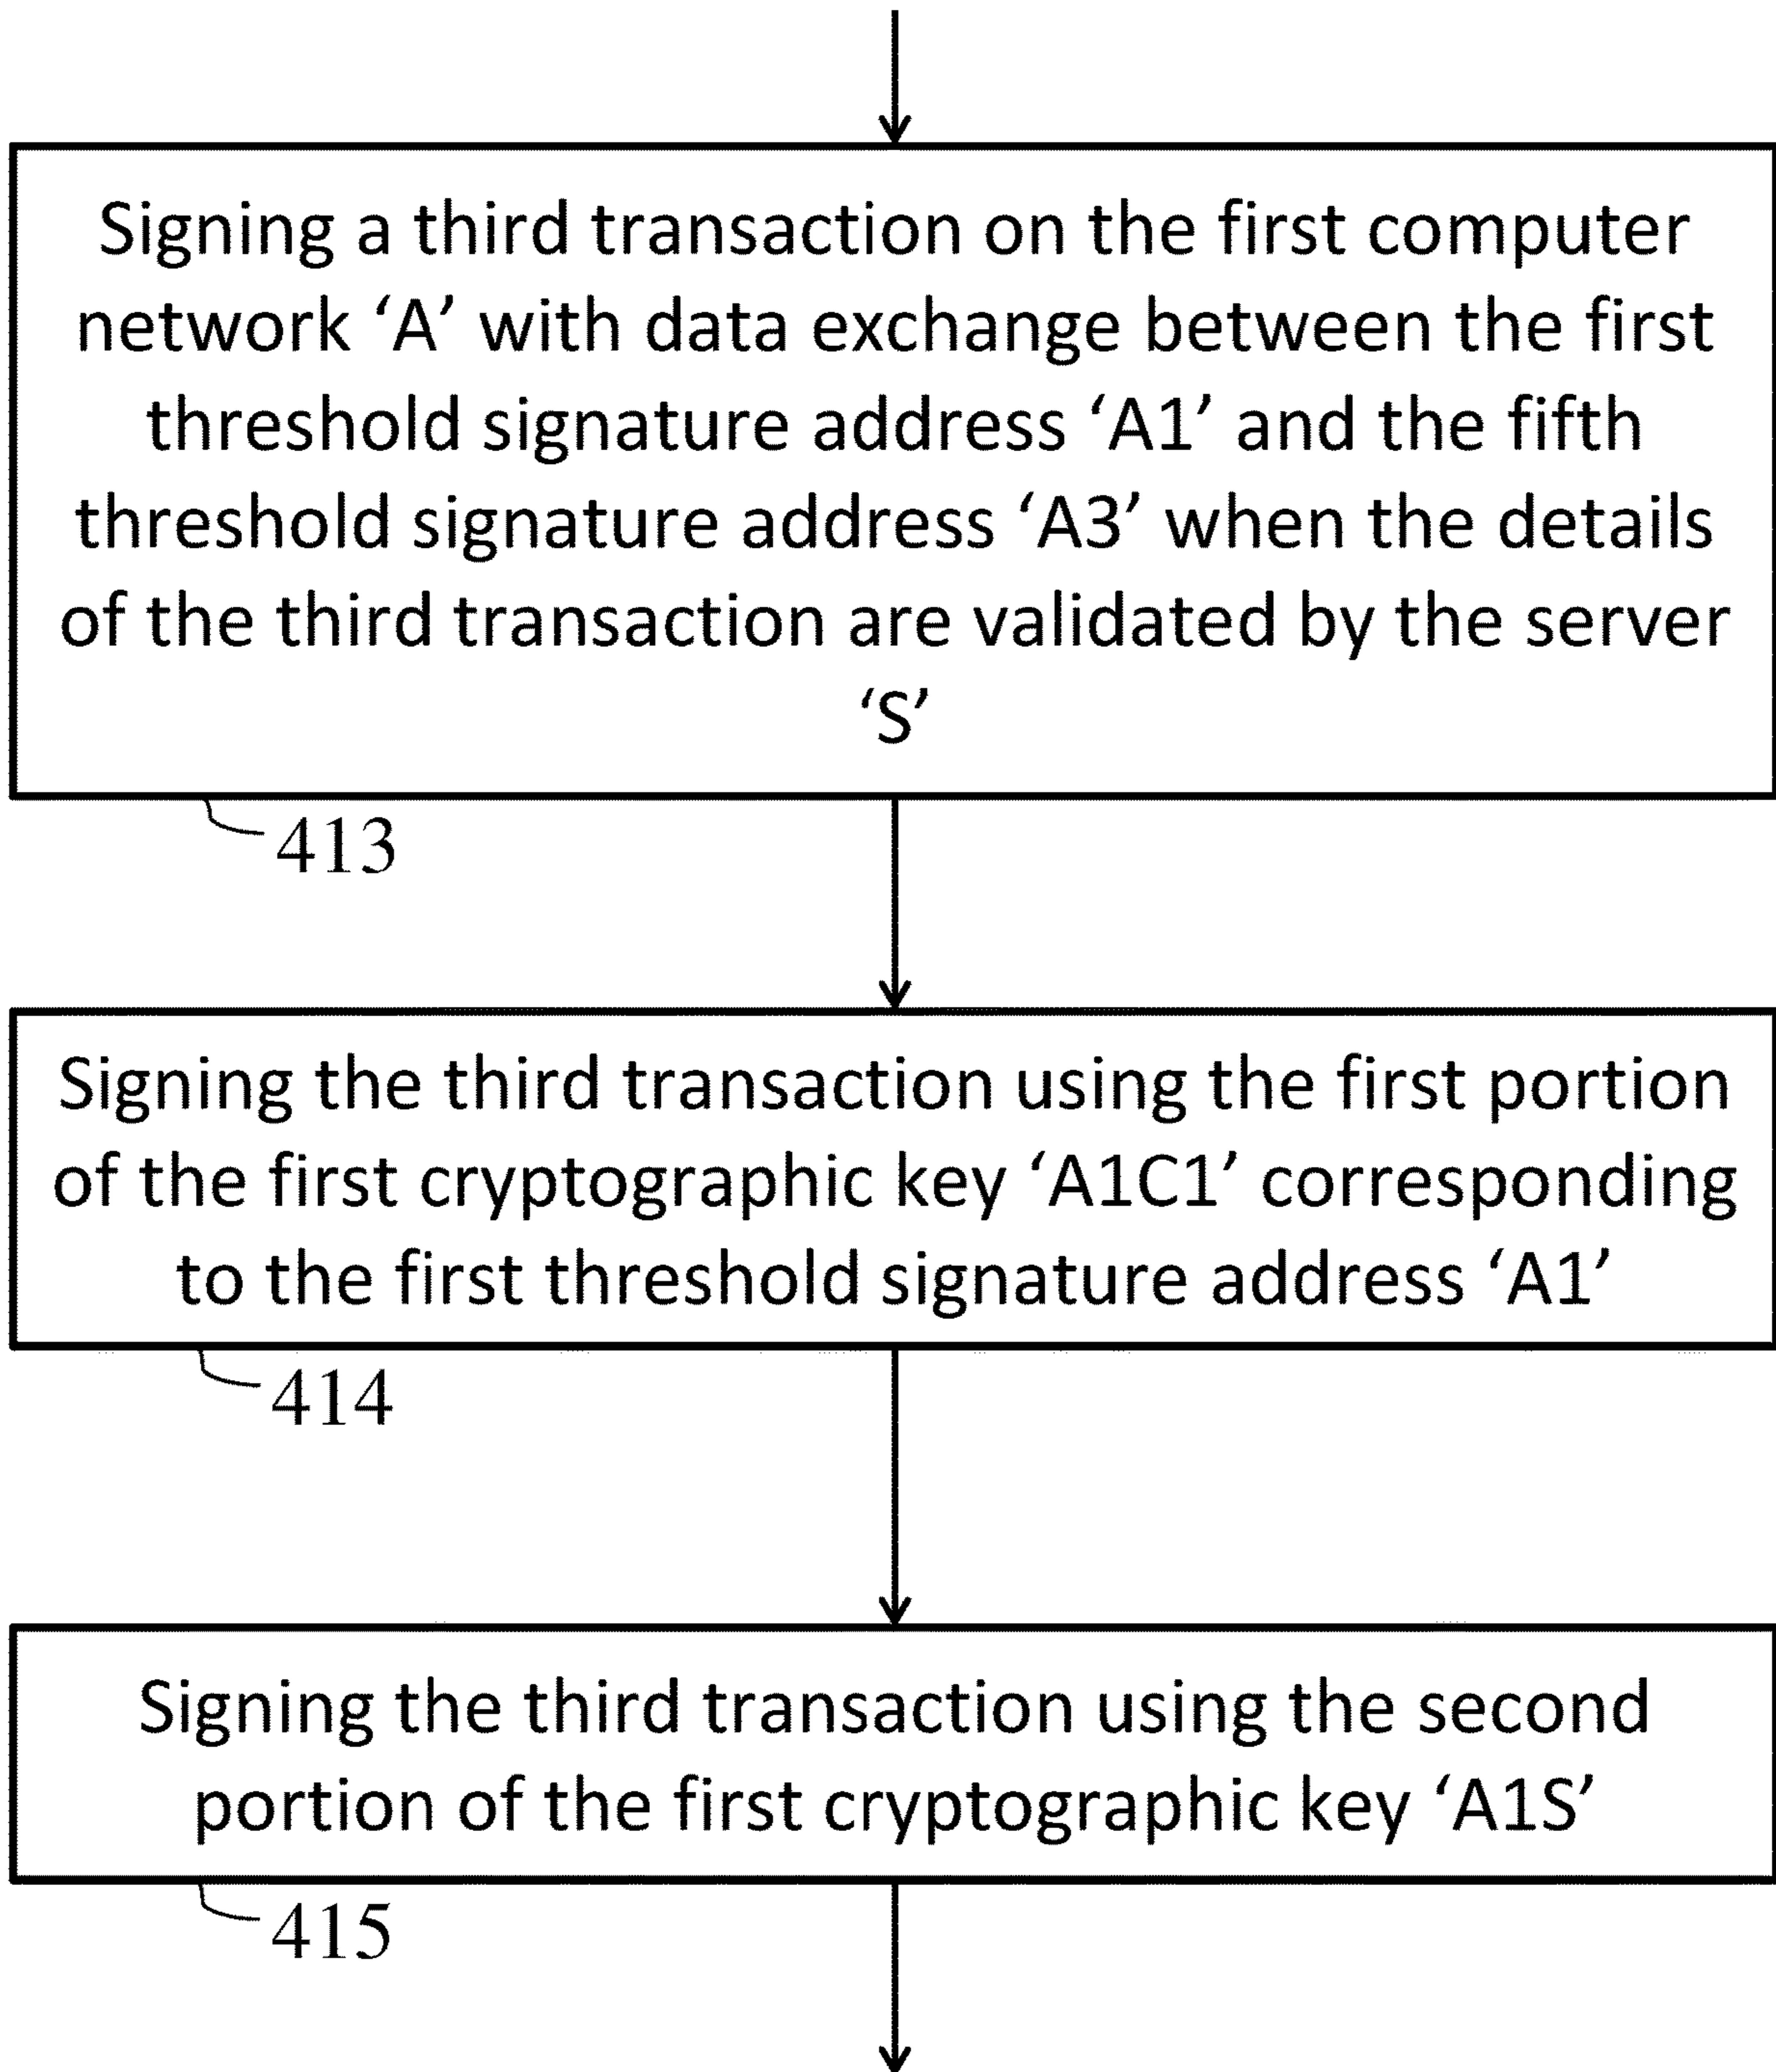 Signing a third transaction on the first computer
network ‘A’ with data exchange between the first
threshold signature address ‘A1’ and the fifth
threshold signature address ‘A3’ when the details
of the third transaction are validated by the server
‘S’
413
Signing the third transaction using the first portion
of the first cryptographic key ‘A1C1’ corresponding
to the first threshold signature address ‘A1’
414
Signing the third transaction using the second
portion of the first cryptographic key ‘A1S’
415